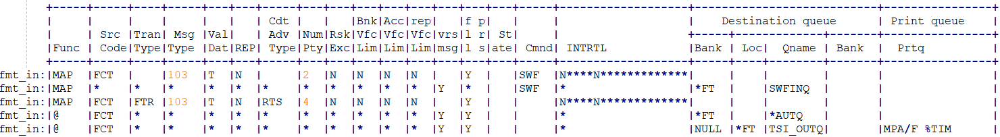 +-----+-----+----+-----+---+---+-----+---+---+---+---+---+---+---+---+----+-------------------+---------------------------+----------------+
| | | | | | | Cdt | | |Bnk|Acc|rep| |f p| | | | Destination queue | Print queue |
| | Src |Tran| Msg |Val| | Adv |Num|Rsk|Vfc|Vfc|Vfc|vrs|l r| St| | +-----+----+-------+-------+----------------+
|Func | Code|Type|Type |Dat|REP| Type|Pty|Exc|Lim|Lim|Lim|msg|l s|ate|Cmnd| INTRTL |Bank | Loc| Qname | Bank | Prtq |
+-----+-----+----+-----+---+---+-----+---+---+---+---+---+---+---+---+----+-------------------+-----+----+-------+-------+----------------+
fmt_in:|MAP |FCT | |103 |T |N | |2 |N |N |N |N | |Y | |SWF |N****N*************| | | | | |
fmt_in:|MAP |* |* |* |* |* |* |* |* |* |* |* |Y |* | |SWF |* |*FT | |SWFINQ | | |
fmt_in:|MAP |FCT |FTR |103 |T |N |RTS |4 |N |N |N |N | |Y | | |N****N*************| | | | | |
fmt_in:|@ |FCT |* |* |* |* |* |* |* |* |* |* |Y |Y | | |* |*FT | |*AUTQ | | |
fmt_in:|@ |FCT |* |* |* |* |* |* |* |* |* |* |Y |Y | | |* |NULL |*FT |TSI_OUTQ| |MPA/F %TIM |
+-----+-----+----+-----+---+---+-----+---+---+---+---+---+---+---+---+----+-------------------+-----+----+-------+-------+----------------+